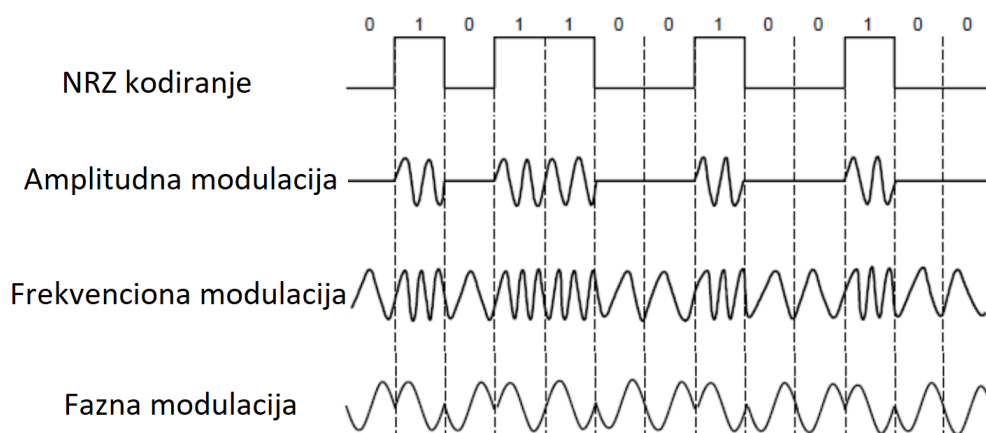 0 1 0 1 1 0 0 1 0 0 1 0 0
NRZ kodiranje
Amplitudna modulacija
Frekvenciona modulacija
Fazna modulacija